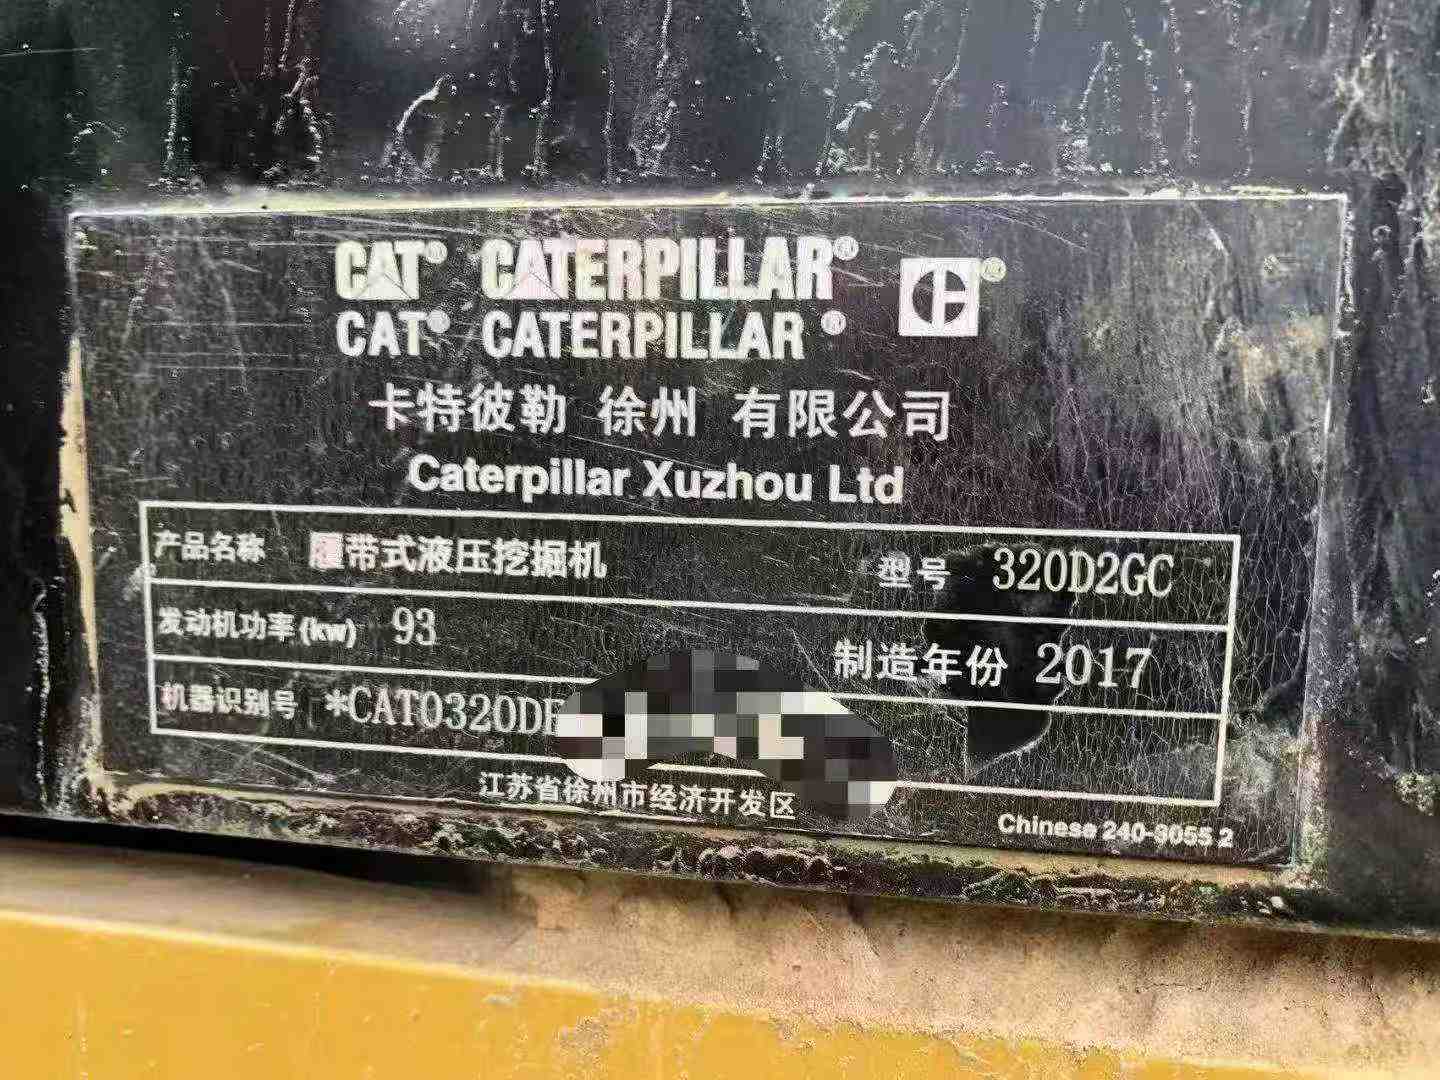 CAT® CATERPILLAR®
CAT® CATERPILLAR®
卡特彼勒 徐州 有限公司
Caterpillar Xuzhou Ltd
产品名称 履带式液压挖掘机 型号 320D2GC
发动机功率(kw) 93 制造年份 2017
机器识别号 *CAT0320D
江苏省徐州市经济开发区
Chinese 240-3055 2